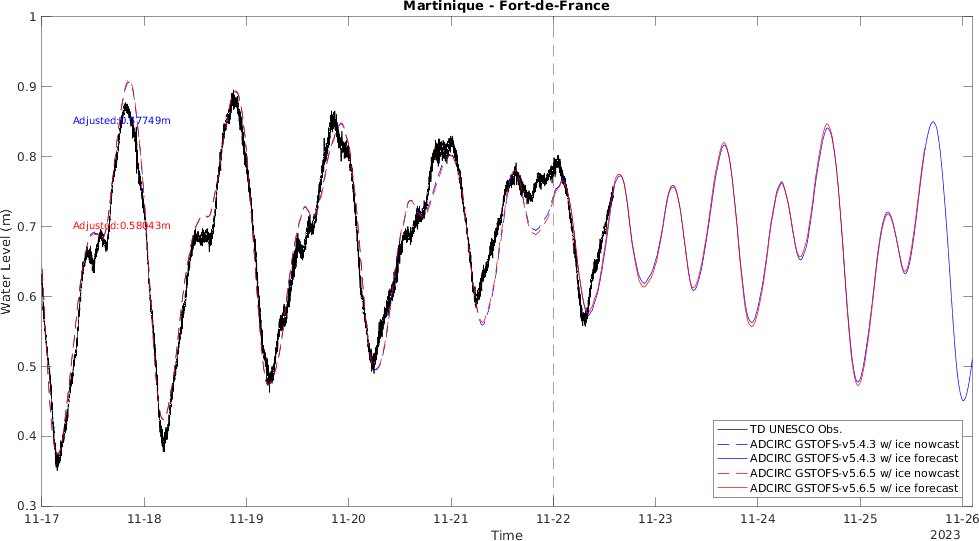 Martinique - Fort-de-France
1
0.9
0.8
0.7
0.6
0.5
0.4
0.3
Water Level (m)
Adjusted:0.47749m
Adjusted:0.58043m
TD UNESCO Obs.
ADCIRC GSTOFS-v5.4.3 w/ ice nowcast
ADCIRC GSTOFS-v5.4.3 w/ ice forecast
ADCIRC GSTOFS-v5.6.5 w/ ice nowcast
ADCIRC GSTOFS-v5.6.5 w/ ice forecast
11-17 11-18 11-19 11-20 11-21 11-22 11-23 11-24 11-25 11-26
Time
2023